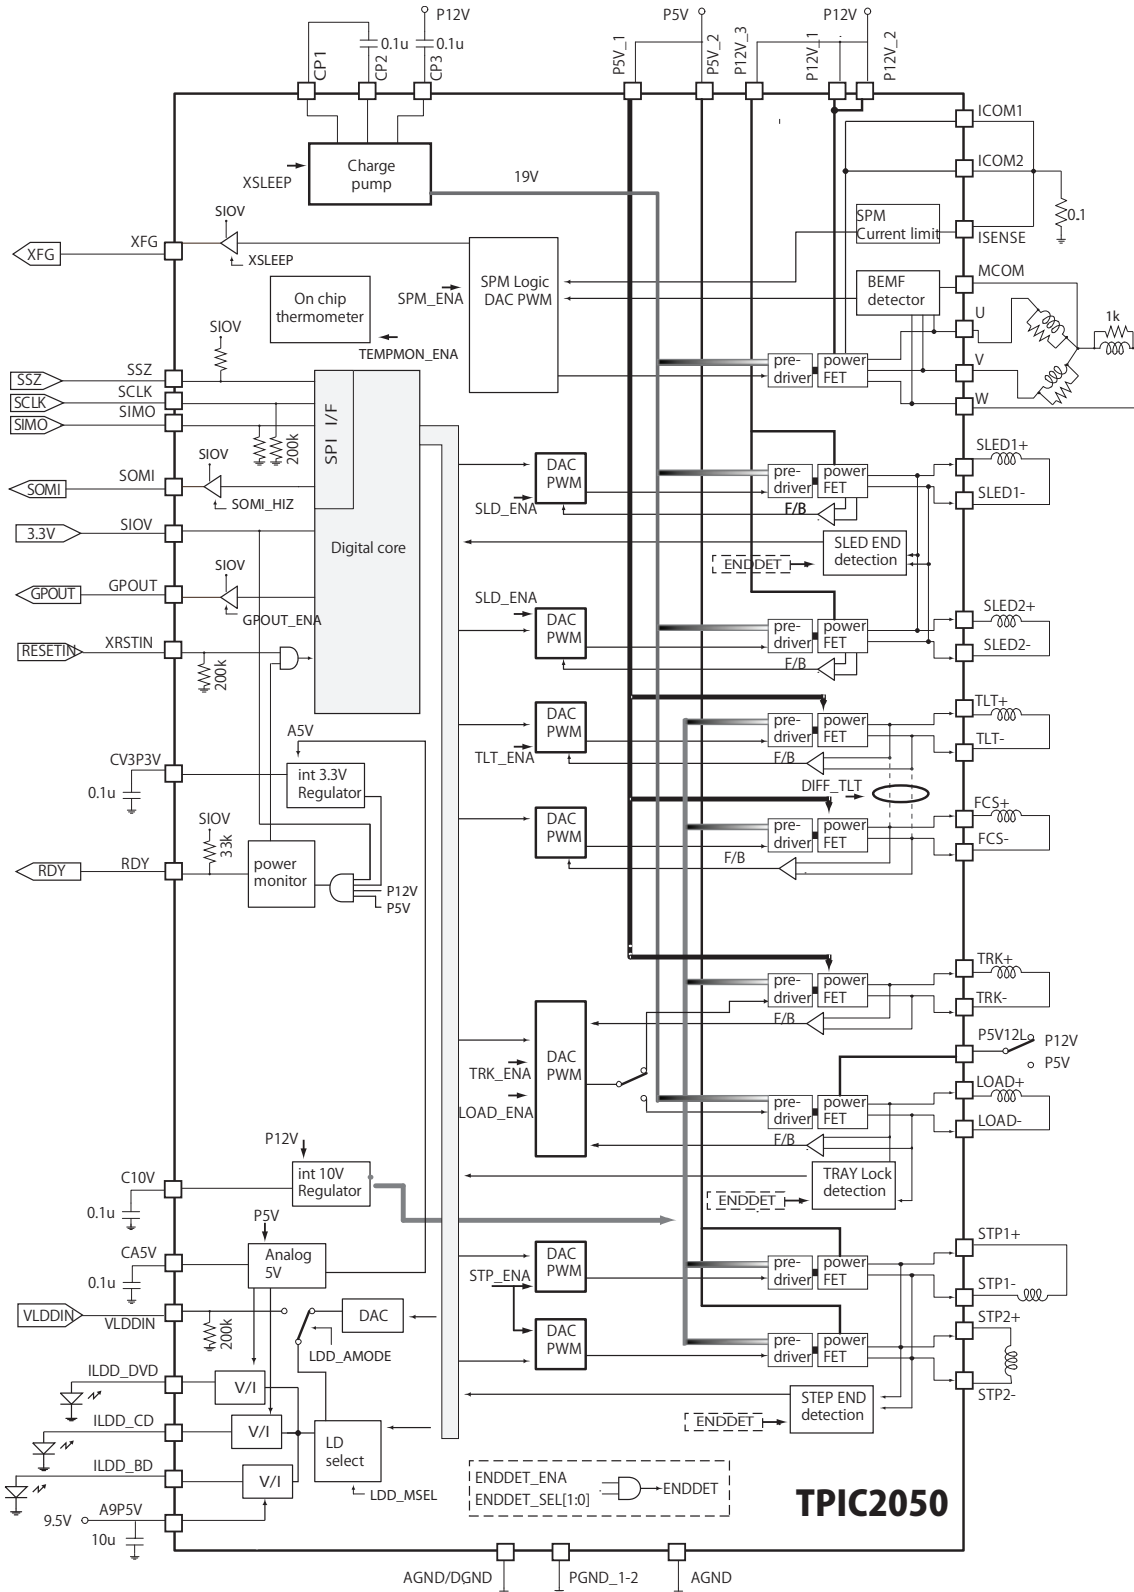 P12V
P5V
P12V
0.1u
0.1u
CP1
CP2
CP3
P5V_1
P5V_2
P12V_3
P12V_1
P12V_2
ICOM1
Charge
pump
XSLEEP
19V
ICOM2
SIOV
SPM
Current limit
0.1
ISENSE
XFG
XFG
XSLEEP
SPM Logic
DAC PWM
MCOM
BEMF
detector
On chip
thermometer
SPM_ENA
U
1k
SIOV
TEMPMON_ENA
pre-
driver
power
FET
V
SSZ
SSZ
SCLK
SCLK
SIMO
SIMO
W
SPI I/F
200k
SIOV
SLED1+
DAC
PWM
pre-
driver
power
FET
SOMI
SOMI
SOMI_HIZ
SLD_ENA
F/B
SLED1-
3.3V
SIOV
Digital core
SLED END
detection
ENDDET
SIOV
GPOUT
GPOUT
GPOUT_ENA
SLD_ENA
SLED2+
DAC
PWM
pre-
driver
power
FET
RESETIN
XRSTIN
200k
F/B
SLED2-
TLT+
DAC
PWM
pre-
driver
power
FET
A5V
TLT_ENA
F/B
TLT-
CV3P3V
0.1u
int 3.3V
Regulator
DIFF_TLT
FCS+
SIOV
33k
DAC
PWM
pre-
driver
power
FET
FCS-
RDY
RDY
power
monitor
F/B
P12V
P5V
TRK+
pre-
driver
power
FET
TRK-
F/B
P5V12L
P12V
P5V
DAC
PWM
TRK_ENA
LOAD_ENA
LOAD+
pre-
driver
power
FET
LOAD-
F/B
P12V
C10V
int 10V
Regulator
TRAY Lock
detection
ENDDET
0.1u
P5V
STP1+
CA5V
Analog
5V
DAC
PWM
pre-
driver
power
FET
0.1u
STP_ENA
STP1-
VLDDIN
VLDDIN
200k
DAC
STP2+
DAC
PWM
pre-
driver
power
FET
LDD_AMODE
ILDD_DVD
V/I
STP2-
STEP END
detection
ENDDET
ILDD_CD
V/I
LD
select
ILDD_BD
V/I
LDD_MSEL
ENDDET_ENA
ENDDET_SEL[1:0]
ENDDET
A9P5V
9.5V
10u
TPIC2050
AGND/DGND
PGND_1-2
AGND